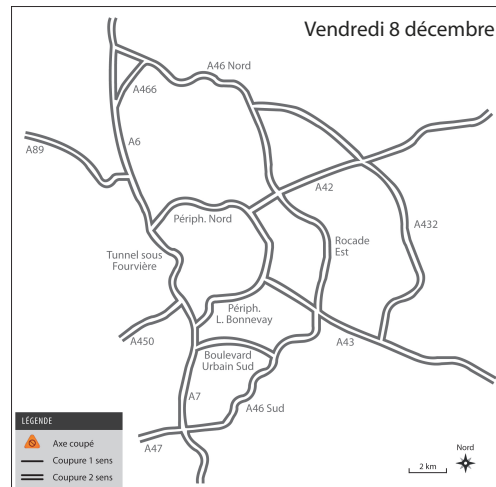 Vendredi 8 décembre
A46 Nord
A466
A6
A89
A42
A432
Périph. Nord
Rocade
Est
Tunnel sous
Fourvière
Périph.
L. Bonnevay
A450
A43
Boulevard
Urbain Sud
A7
A46 Sud
A47
LÉGENDE
Axe coupé
Coupure 1 sens
Coupure 2 sens
Nord
2 km